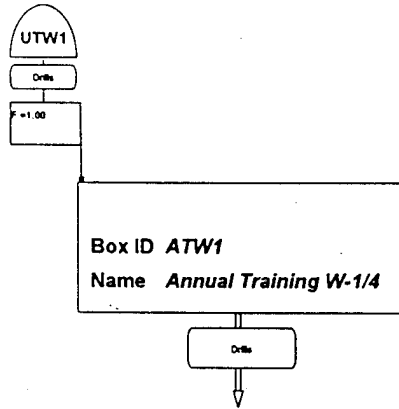 UTW1
Drills
F =1.00
Box ID ATW1
Name Annual Training W-1/4
Drills